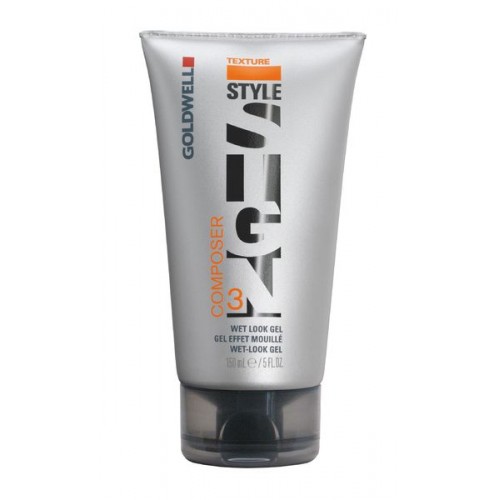 GOLDWELL
TEXTURE
STYLE
SIGN
COMPOSER
3
WET LOOK GEL
GEL EFFET MOUILLÉ
WET-LOOK GEL
150 mL ℮ / 5 FL.OZ